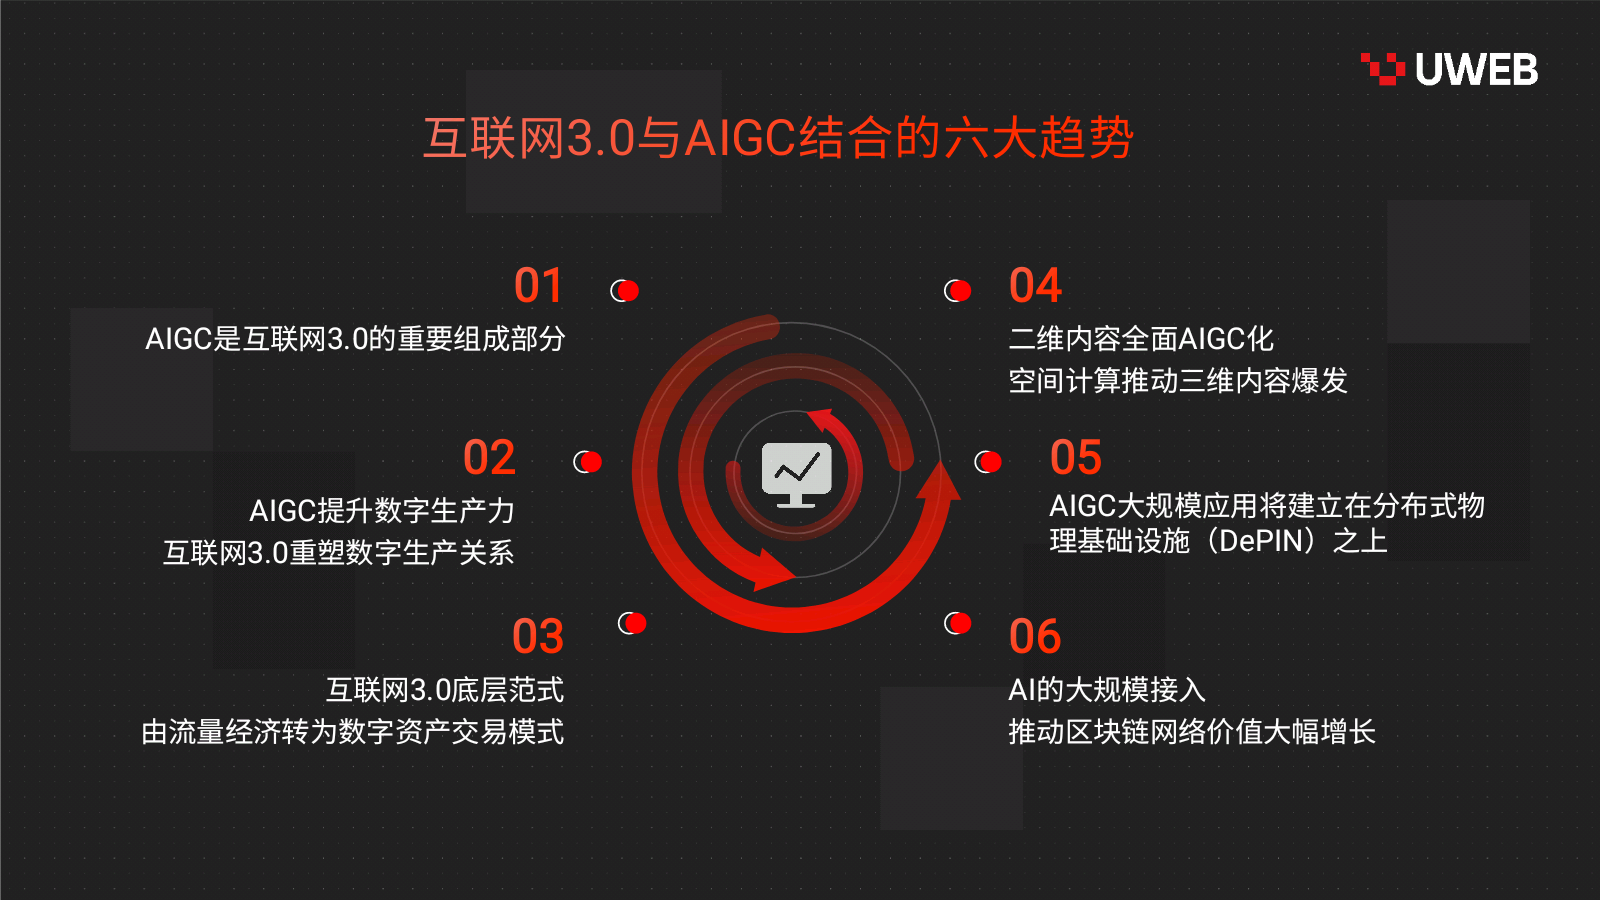 UWEB
互联网3.0与AIGC结合的六大趋势
01
AIGC是互联网3.0的重要组成部分
02
AIGC提升数字生产力
互联网3.0重塑数字生产关系
03
互联网3.0底层范式
由流量经济转为数字资产交易模式
04
二维内容全面AIGC化
空间计算推动三维内容爆发
05
AIGC大规模应用将建立在分布式物
理基础设施（DePIN）之上
06
AI的大规模接入
推动区块链网络价值大幅增长